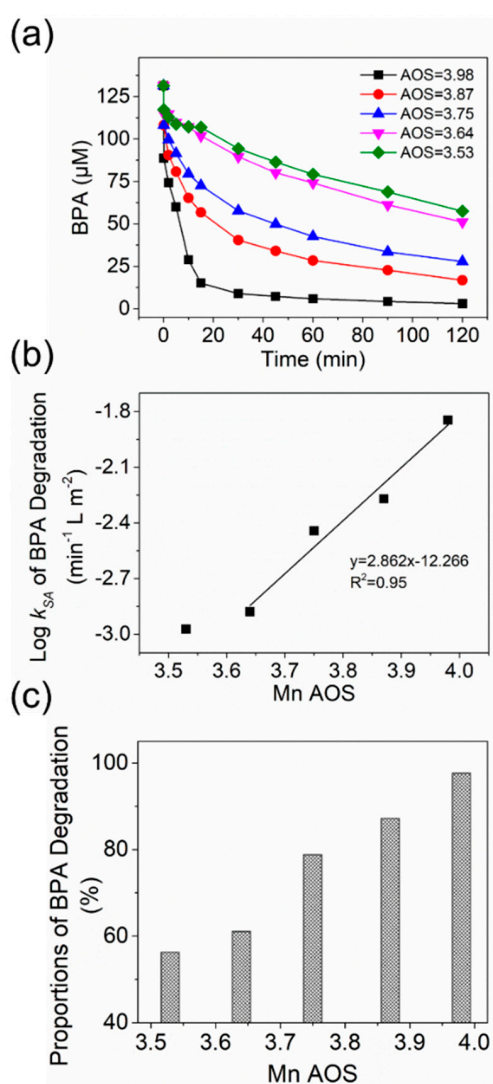 (a)
AOS=3.98
AOS=3.87
AOS=3.75
AOS=3.64
AOS=3.53
125
100
75
50
25
0
BPA (µM)
0 20 40 60 80 100 120
Time (min)
(b)
-1.8
-2.1
-2.4
-2.7
-3.0
Log kSA of BPA Degradation
(min-1 L m-2)
y=2.862x-12.266
R2=0.95
3.5 3.6 3.7 3.8 3.9 4.0
Mn AOS
(c)
100
80
60
40
Proportions of BPA Degradation
(%)
3.5 3.6 3.7 3.8 3.9 4.0
Mn AOS